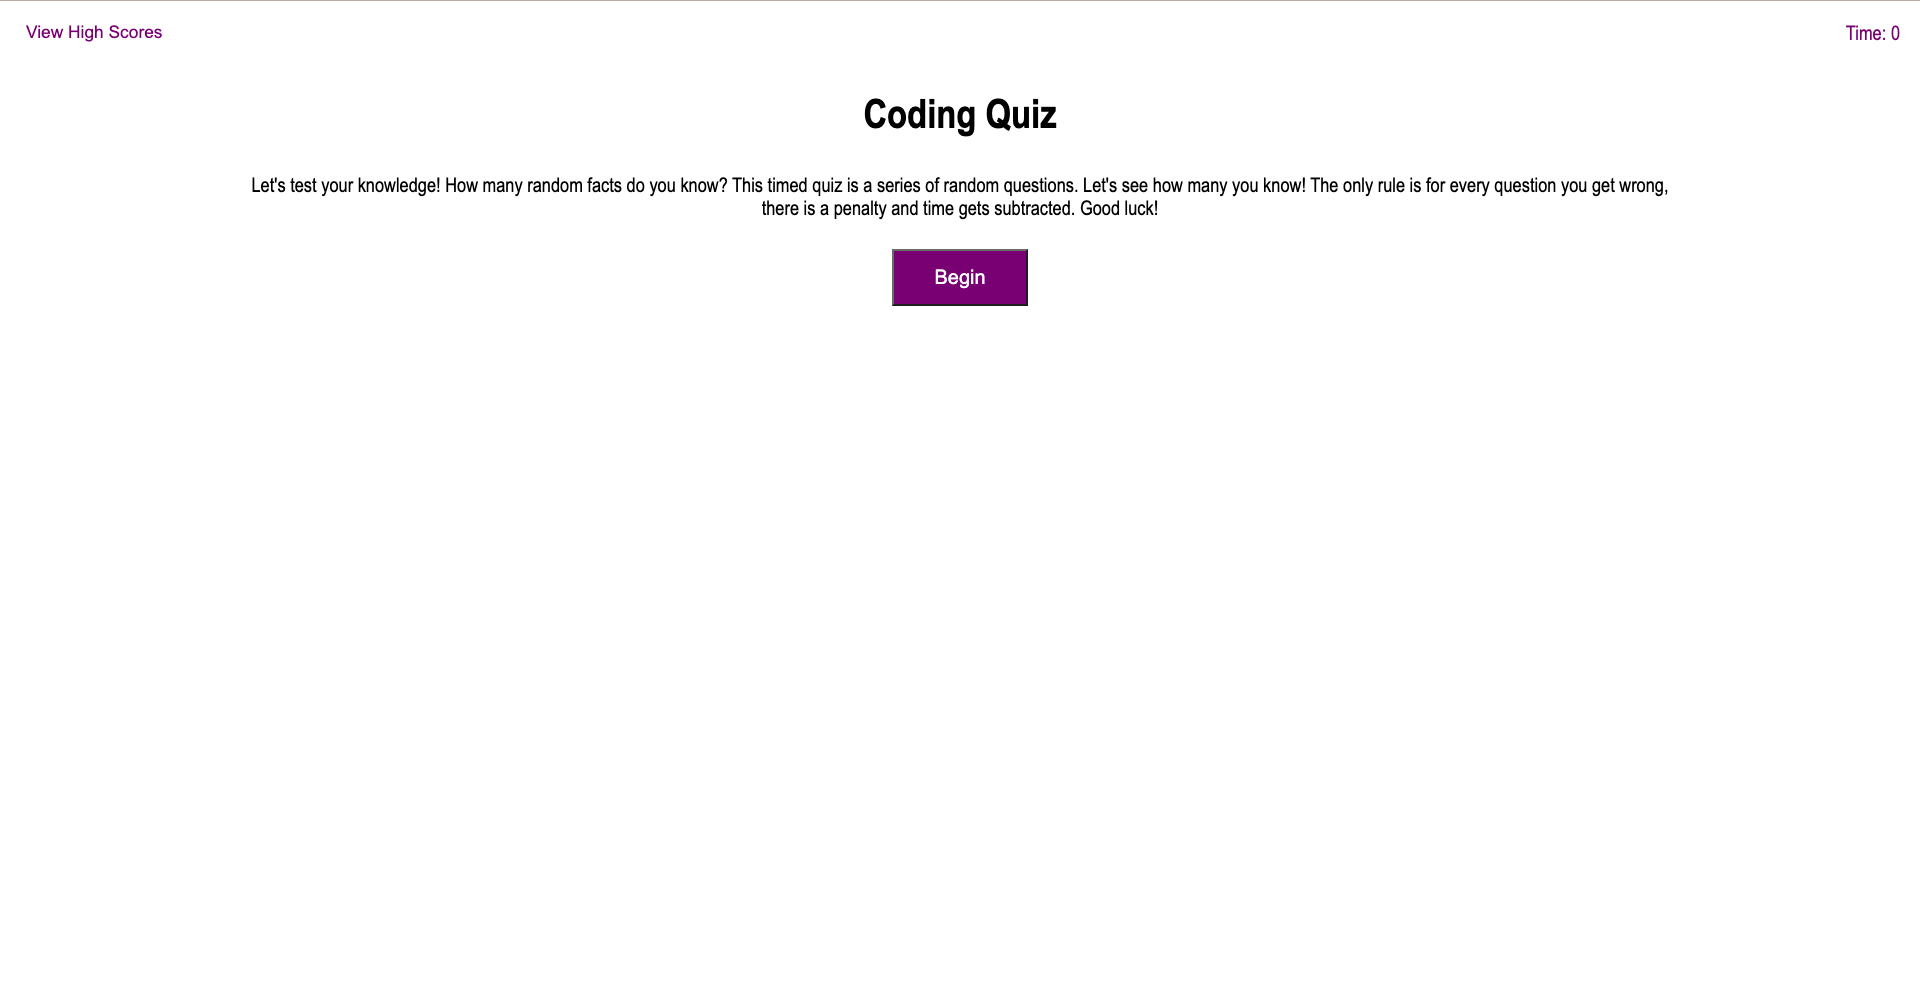 View High Scores
Time: 0
Coding Quiz
Let's test your knowledge! How many random facts do you know? This timed quiz is a series of random questions. Let's see how many you know! The only rule is for every question you get wrong,
there is a penalty and time gets subtracted. Good luck!
Begin